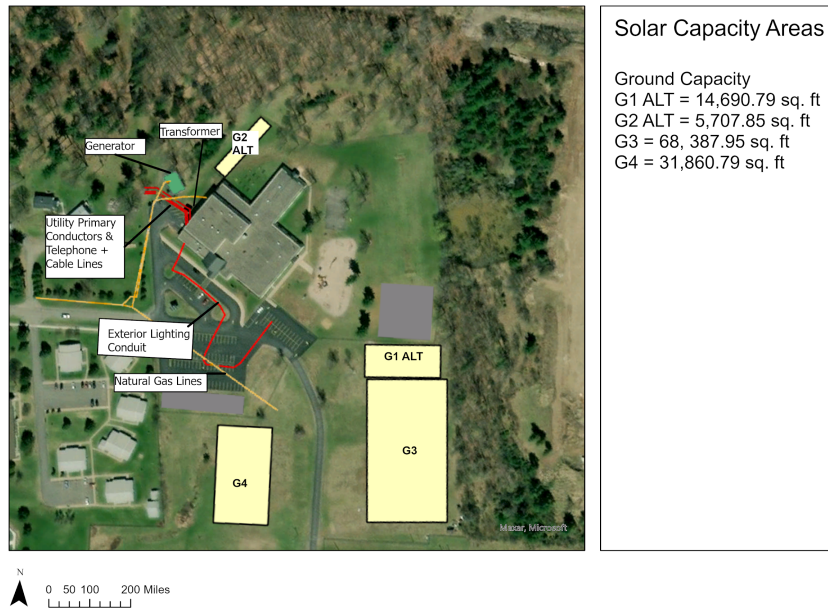 Solar Capacity Areas
Ground Capacity
G1 ALT = 14,690.79 sq. ft
G2 ALT = 5,707.85 sq. ft
G3 = 68, 387.95 sq. ft
G4 = 31,860.79 sq. ft
Transformer
G2
ALT
Generator
Utility Primary
Conductors &
Telephone +
Cable Lines
Exterior Lighting
Conduit
G1 ALT
Natural Gas Lines
G3
G4
Maxar, Microsoft
N
0 50 100 200 Miles